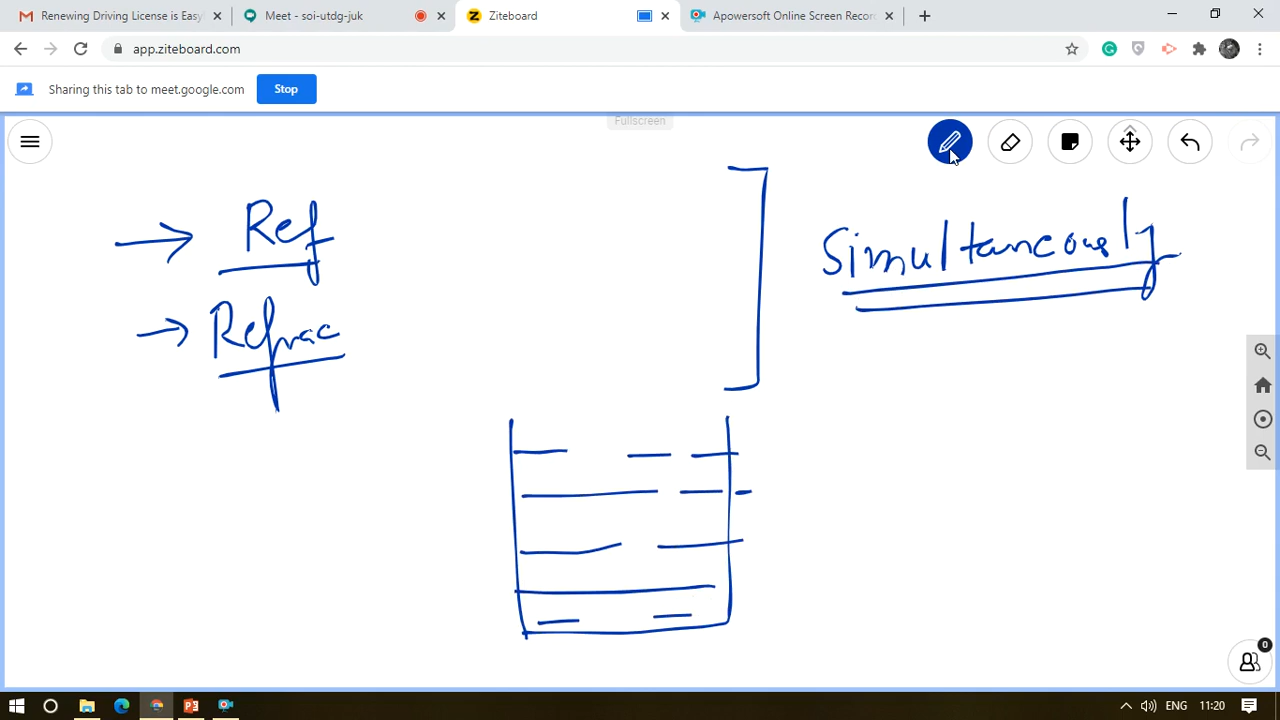 Renewing Driving License is Easy
Meet - soi-utdg-juk
Ziteboard
Apowersoft Online Screen Recor
app.ziteboard.com
Sharing this tab to meet.google.com
Stop
Fullscreen
→ Ref
→ Refrac
Simultaneously
0
ENG
11:20